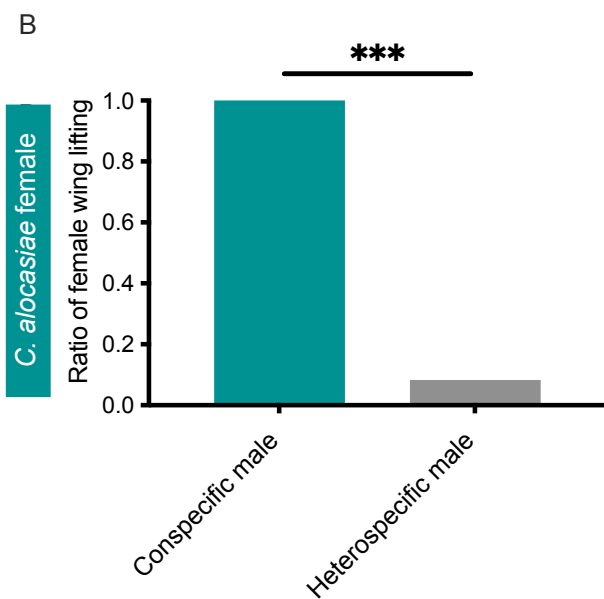 B
***
C. alocasiae female
Ratio of female wing lifting
1.0
0.8
0.6
0.4
0.2
0.0
Conspecific male
Heterospecific male